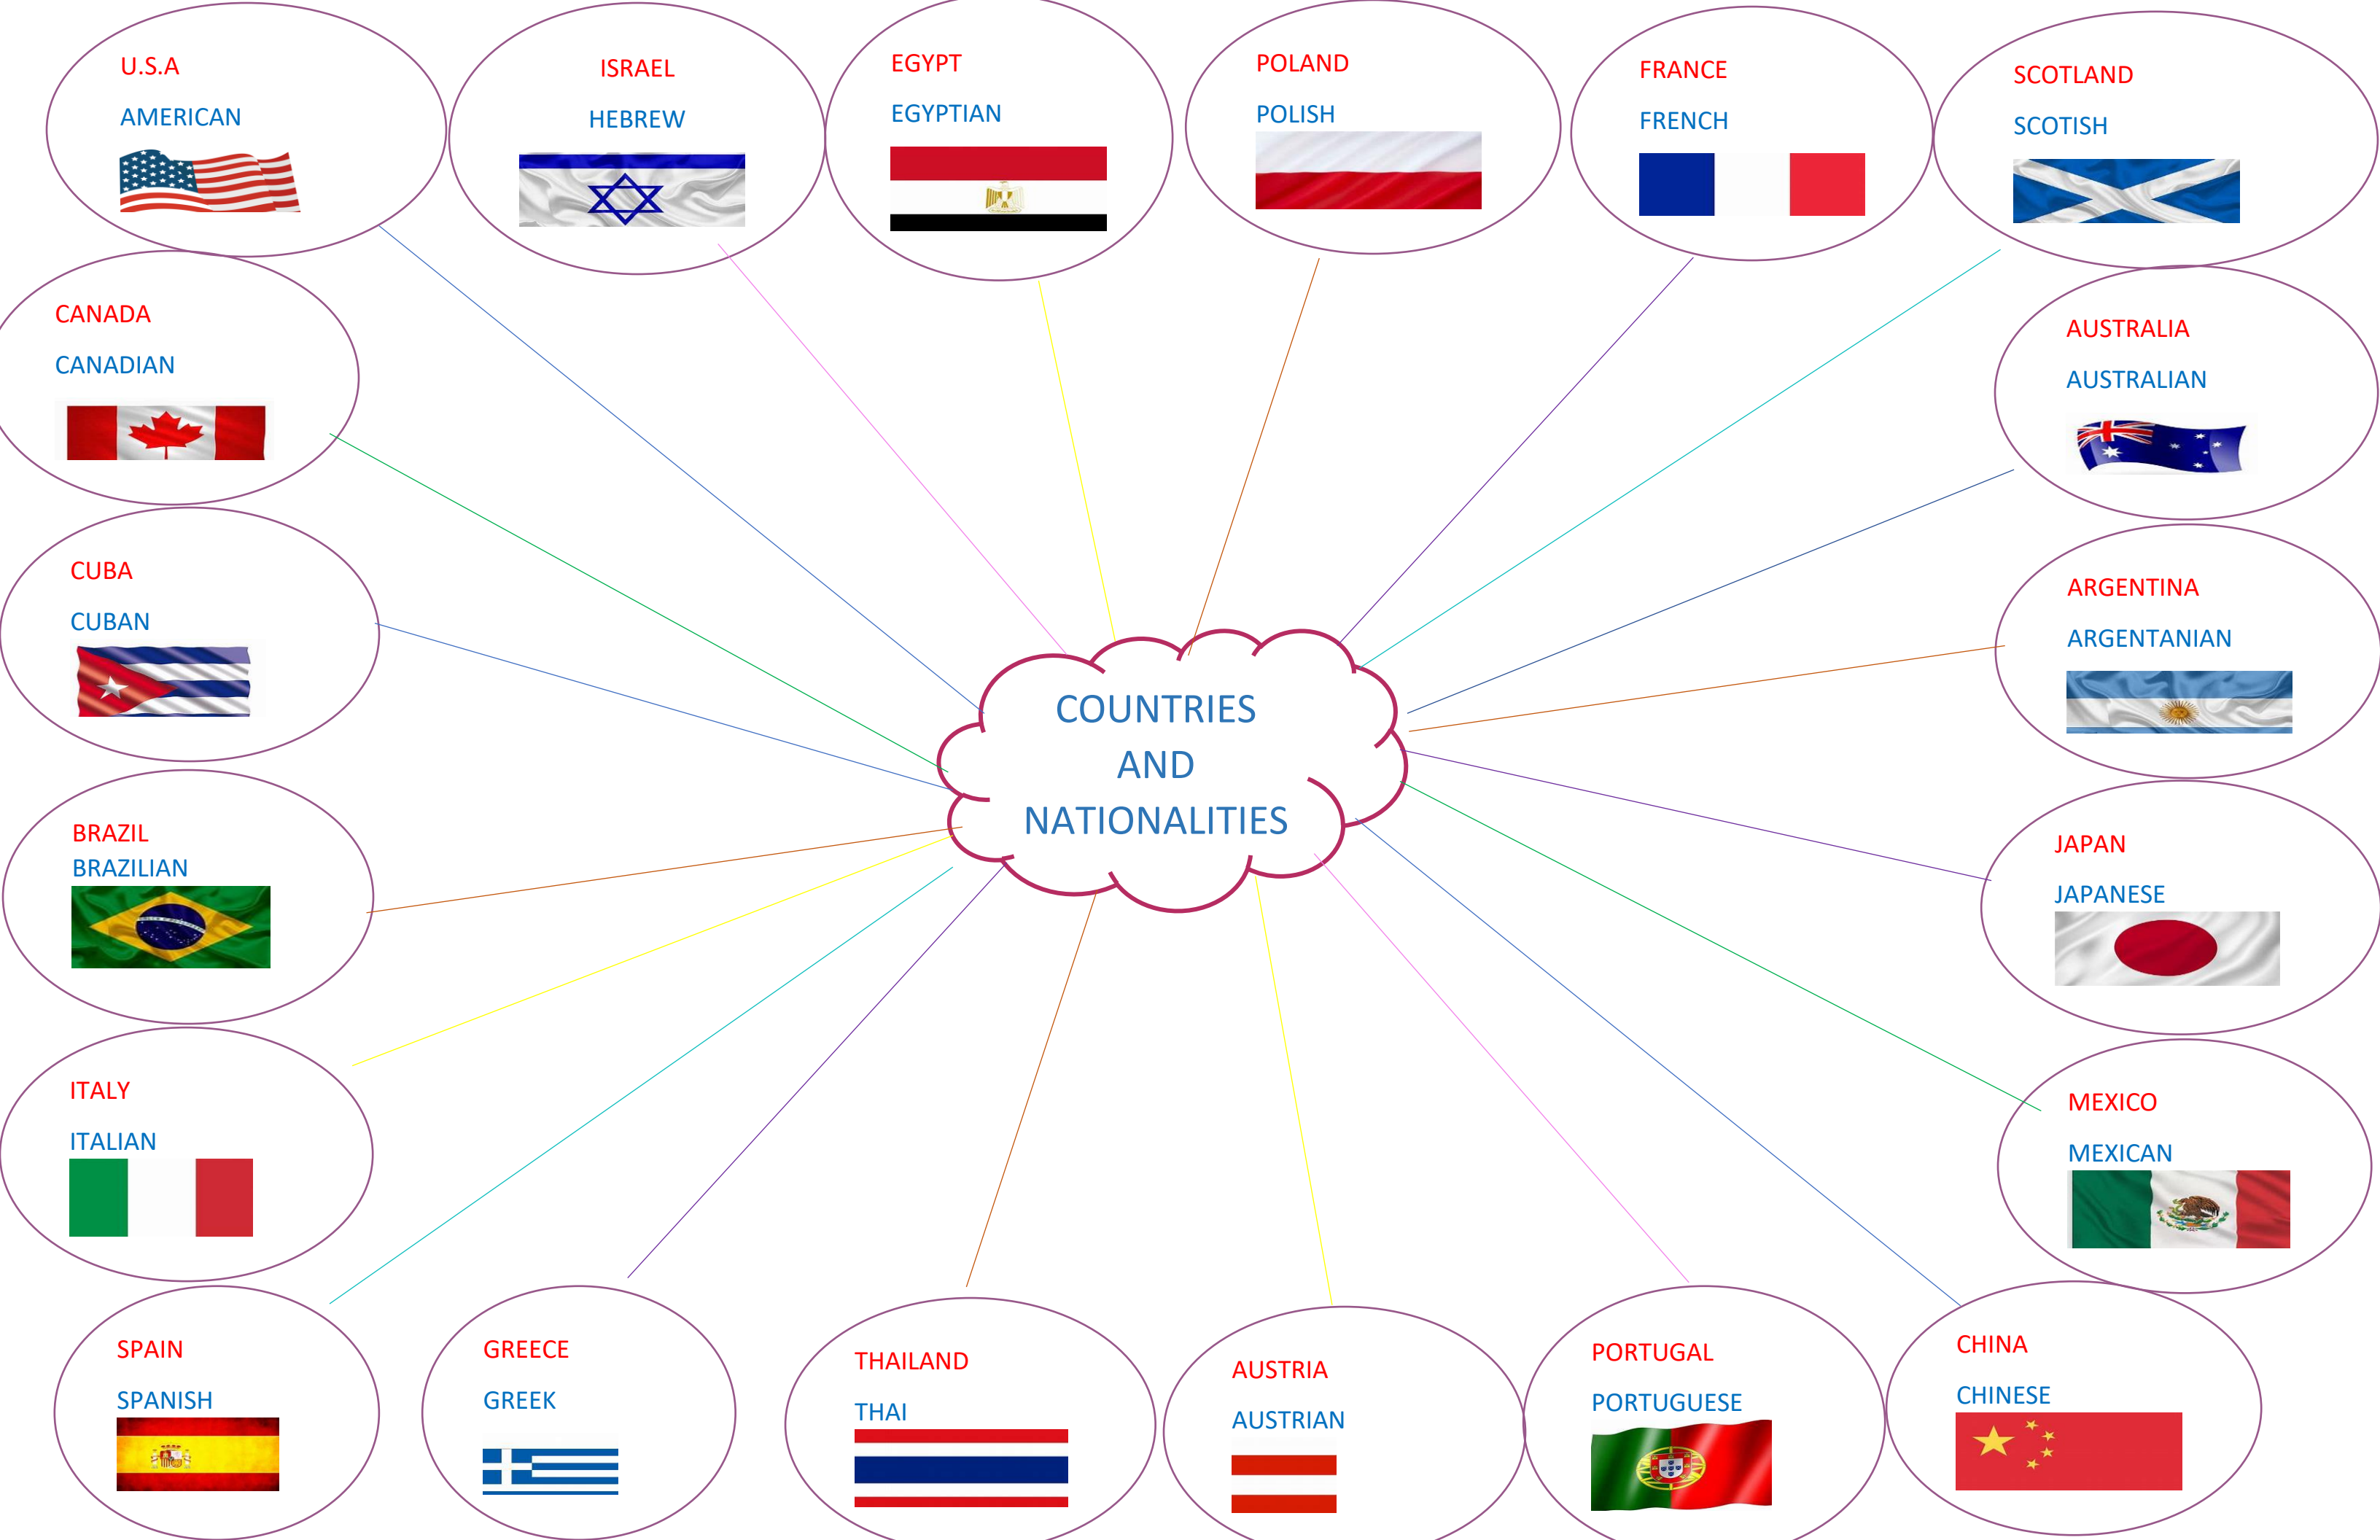 U.S.A
AMERICAN
ISRAEL
HEBREW
EGYPT
EGYPTIAN
POLAND
POLISH
FRANCE
FRENCH
SCOTLAND
SCOTISH
CANADA
CANADIAN
AUSTRALIA
AUSTRALIAN
CUBA
CUBAN
ARGENTINA
ARGENTANIAN
COUNTRIES
AND
NATIONALITIES
BRAZIL
BRAZILIAN
JAPAN
JAPANESE
ITALY
ITALIAN
MEXICO
MEXICAN
SPAIN
SPANISH
GREECE
GREEK
THAILAND
THAI
AUSTRIA
AUSTRIAN
PORTUGAL
PORTUGUESE
CHINA
CHINESE